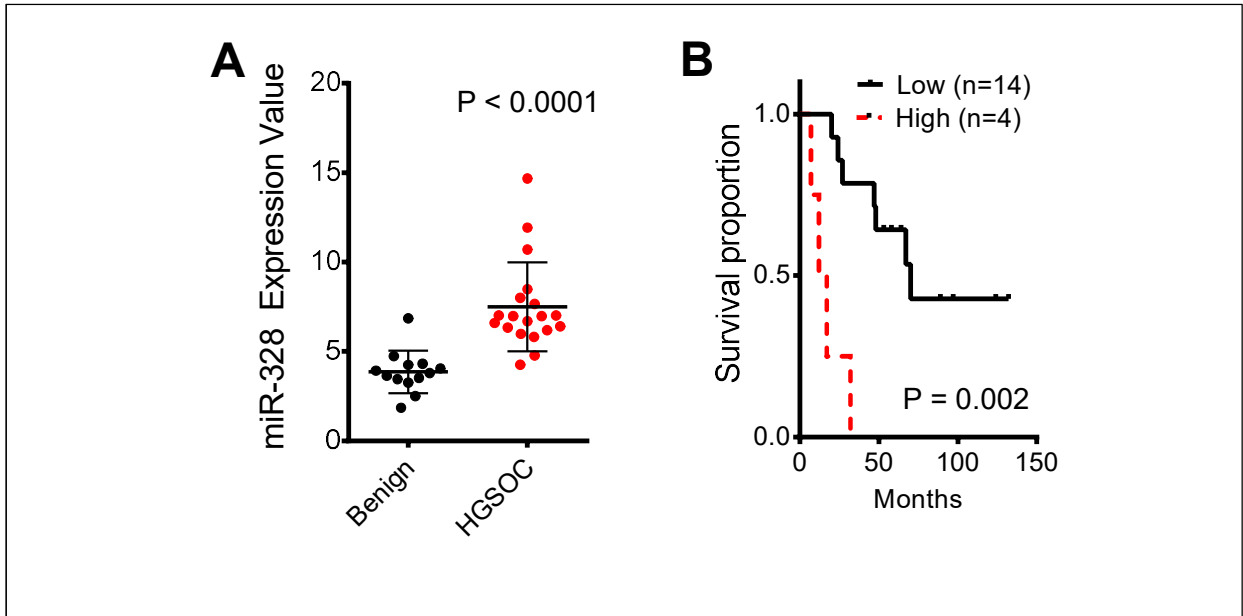 A
miR-328 Expression Value
20
15
10
5
0
P < 0.0001
Benign
HGSOC
B
Survival proportion
1.0
0.5
0.0
Low (n=14)
High (n=4)
P = 0.002
0 50 100 150
Months